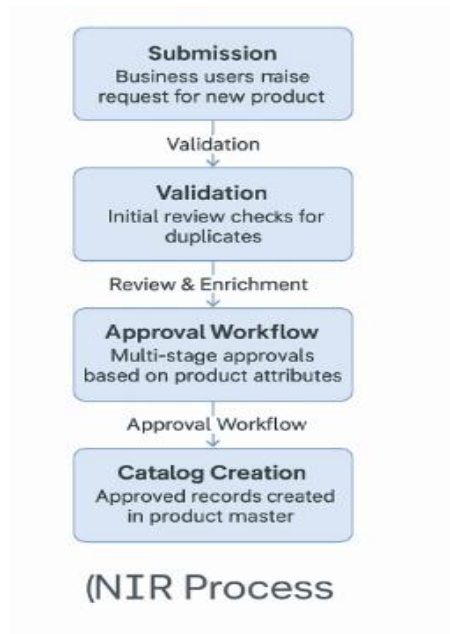 Submission
Business users raise
request for new product
Validation
Validation
Initial review checks for
duplicates
Review & Enrichment
Approval Workflow
Multi-stage approvals
based on product attributes
Approval Workflow
Catalog Creation
Approved records created
in product master
(NIR Process